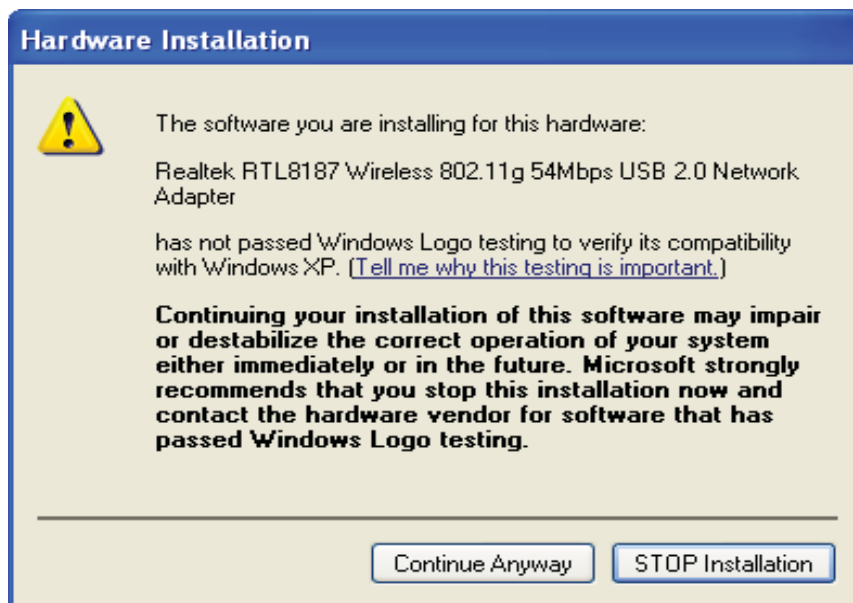 Hardware Installation
The software you are installing for this hardware:
Realtek RTL8187 Wireless 802.11g 54Mbps USB 2.0 Network
Adapter
has not passed Windows Logo testing to verify its compatibility
with Windows XP. (Tell me why this testing is important.)
Continuing your installation of this software may impair
or destabilize the correct operation of your system
either immediately or in the future. Microsoft strongly
recommends that you stop this installation now and
contact the hardware vendor for software that has
passed Windows Logo testing.
Continue Anyway STOP Installation